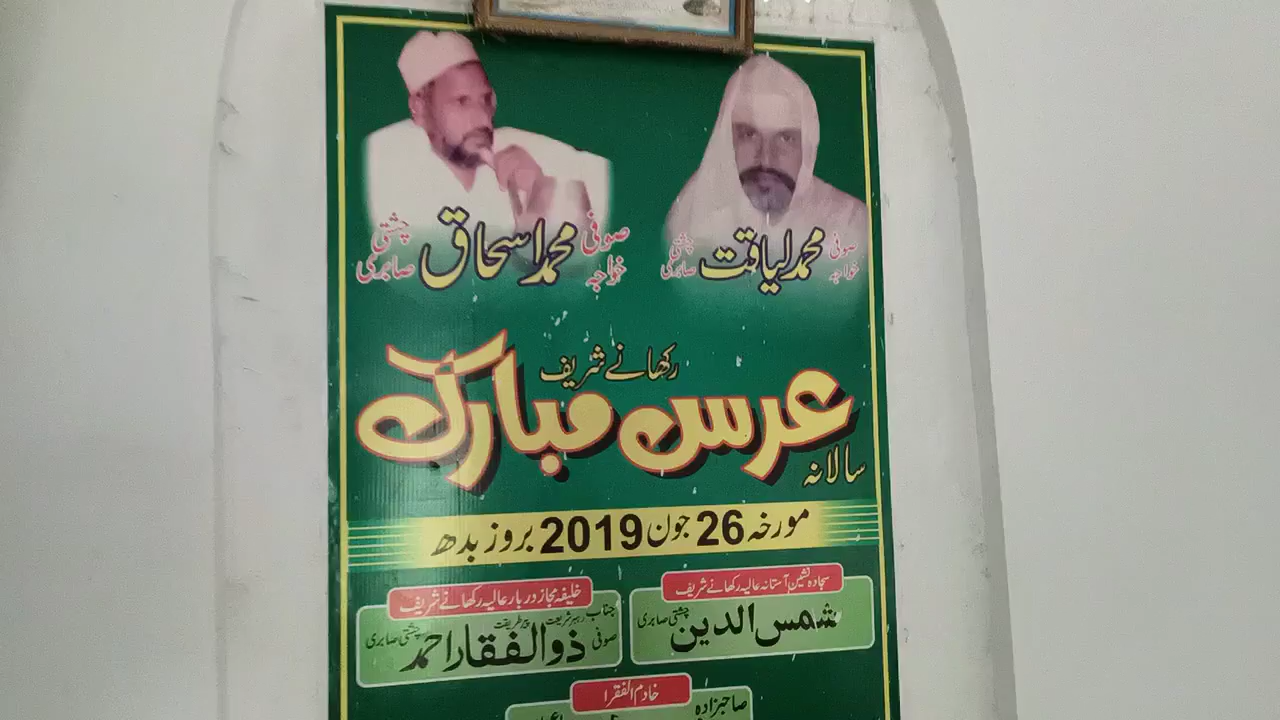 صوفی خواجہ محمد لیاقت چشتی صابری
صوفی خواجہ محمد اسحاق چشتی صابری
رکھانے شریف
سالانہ عرس مبارک
مورخہ 26 جون 2019 بروز بدھ
سجادہ نشین آستانہ عالیہ رکھانے شریف
شمس الدین چشتی صابری
خلیفہ مجاز دربار عالیہ رکھانے شریف
جناب رہبر شریعت پیر طریقت
صوفی ذوالفقار احمد چشتی صابری
خادم الفقرا
صاحبزادہ